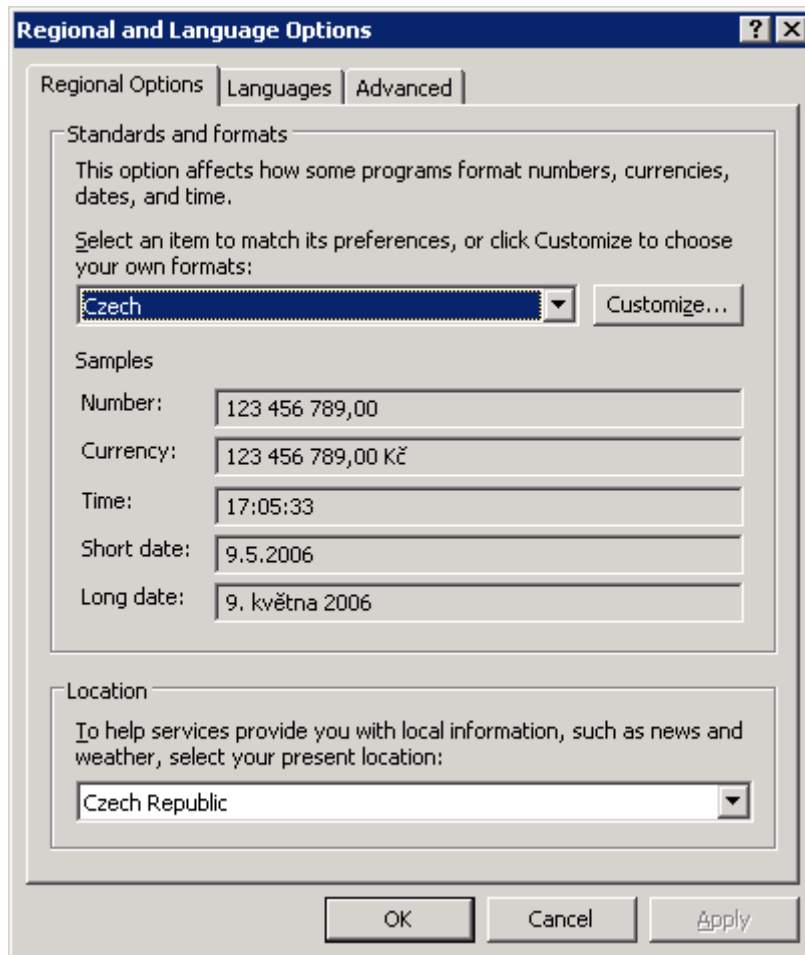 Regional and Language Options
Regional Options
Languages
Advanced
Standards and formats
This option affects how some programs format numbers, currencies,
dates, and time.
Select an item to match its preferences, or click Customize to choose
your own formats:
Czech
Customize...
Samples
Number: 123 456 789,00
Currency: 123 456 789,00 Kč
Time: 17:05:33
Short date: 9.5.2006
Long date: 9. května 2006
Location
To help services provide you with local information, such as news and
weather, select your present location:
Czech Republic
OK
Cancel
Apply